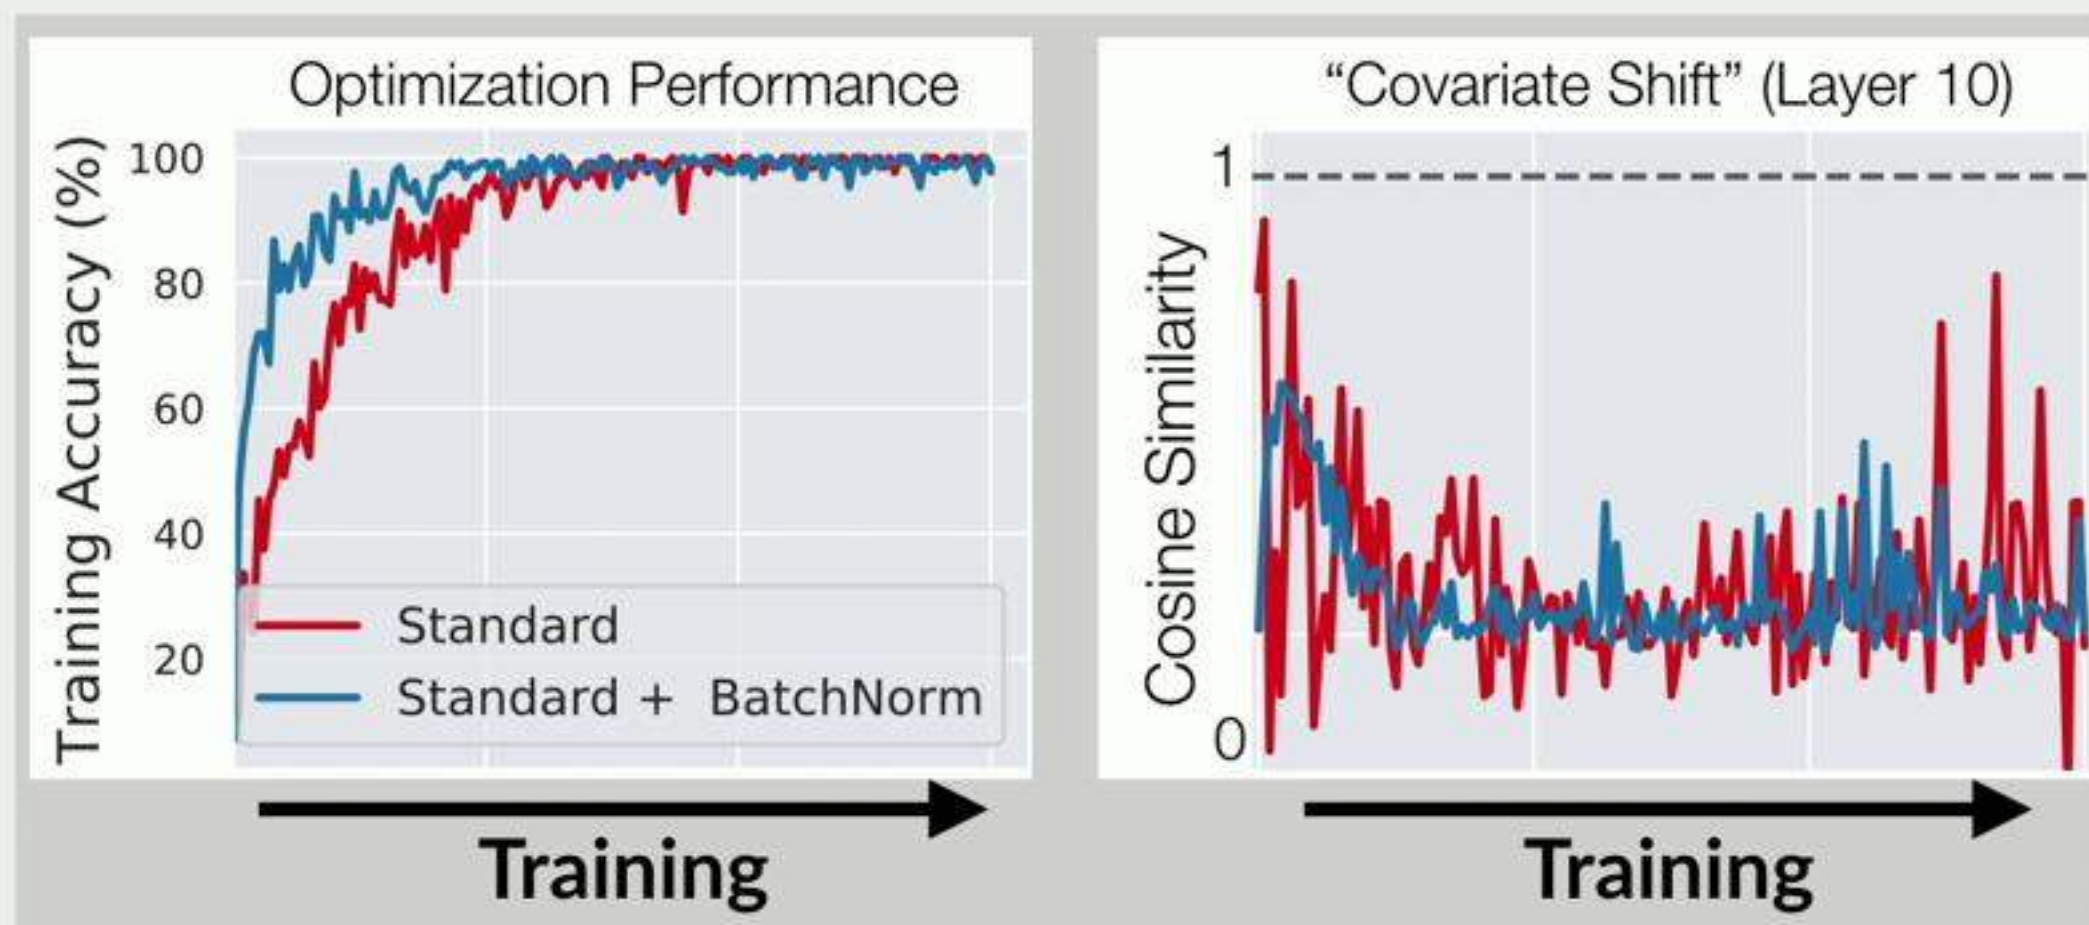 Optimization Performance
Training Accuracy (%)
100
80
60
40
20
Standard
Standard + BatchNorm
Training
“Covariate Shift” (Layer 10)
Cosine Similarity
1
0
Training